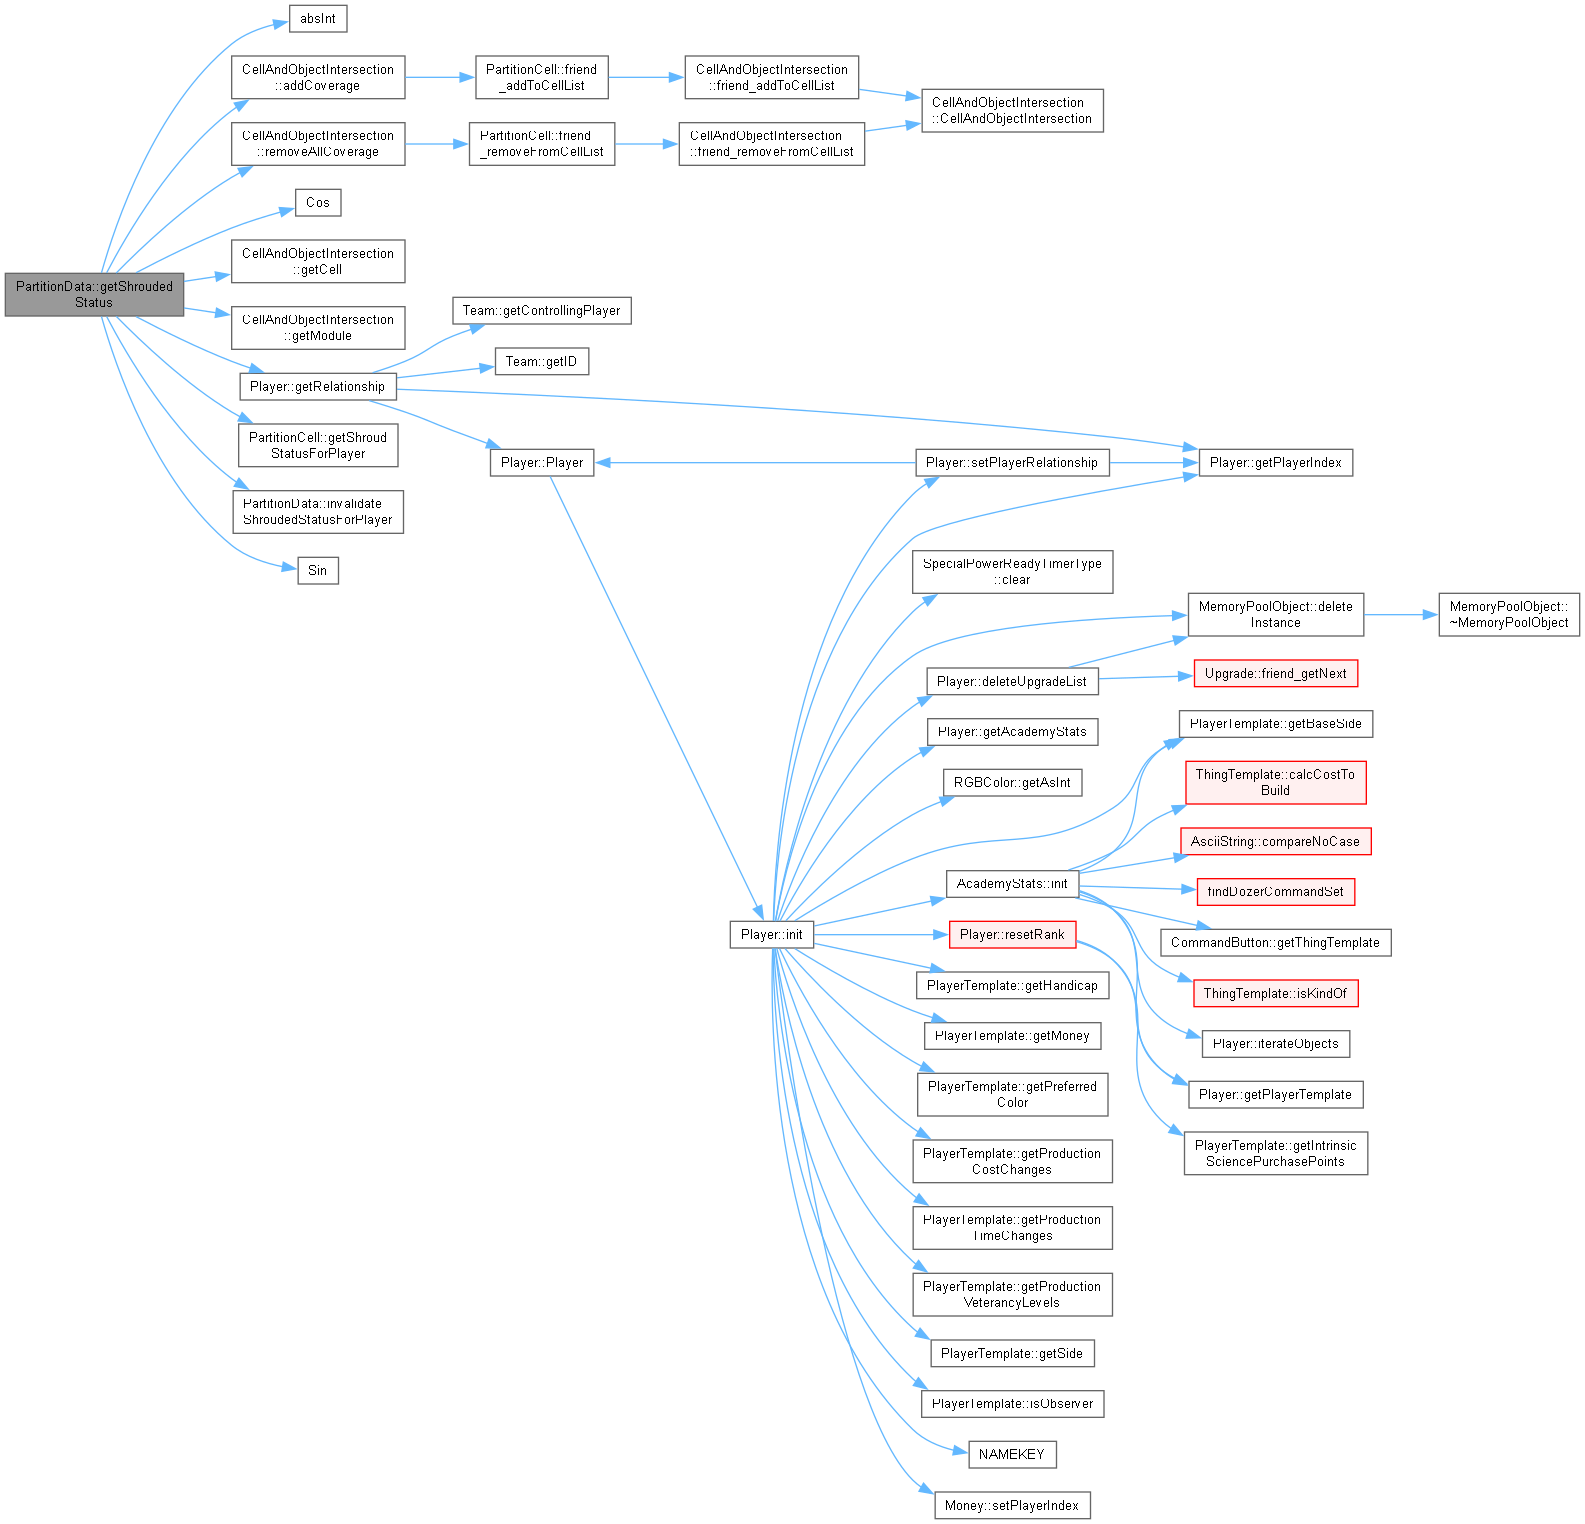 absInt
CellAndObjectIntersection
::addCoverage
PartitionCell::friend
_addToCellList
CellAndObjectIntersection
::friend_addToCellList
CellAndObjectIntersection
::CellAndObjectIntersection
CellAndObjectIntersection
::removeAllCoverage
PartitionCell::friend
_removeFromCellList
CellAndObjectIntersection
::friend_removeFromCellList
Cos
CellAndObjectIntersection
::getCell
PartitionData::getShrouded
Status
CellAndObjectIntersection
::getModule
Team::getControllingPlayer
Team::getID
Player::getRelationship
PartitionCell::getShroud
StatusForPlayer
Player::Player
Player::setPlayerRelationship
Player::getPlayerIndex
PartitionData::invalidate
ShroudedStatusForPlayer
Sin
SpecialPowerReadyTimerType
::clear
MemoryPoolObject::delete
Instance
MemoryPoolObject::
~MemoryPoolObject
Player::deleteUpgradeList
Upgrade::friend_getNext
Player::getAcademyStats
PlayerTemplate::getBaseSide
RGBColor::getAsInt
ThingTemplate::calcCostTo
Build
AsciiString::compareNoCase
AcademyStats::init
findDozerCommandSet
Player::init
Player::resetRank
CommandButton::getThingTemplate
PlayerTemplate::getHandicap
ThingTemplate::isKindOf
PlayerTemplate::getMoney
Player::iterateObjects
PlayerTemplate::getPreferred
Color
Player::getPlayerTemplate
PlayerTemplate::getProduction
CostChanges
PlayerTemplate::getIntrinsic
SciencePurchasePoints
PlayerTemplate::getProduction
TimeChanges
PlayerTemplate::getProduction
VeterancyLevels
PlayerTemplate::getSide
PlayerTemplate::isObserver
NAMEKEY
Money::setPlayerIndex